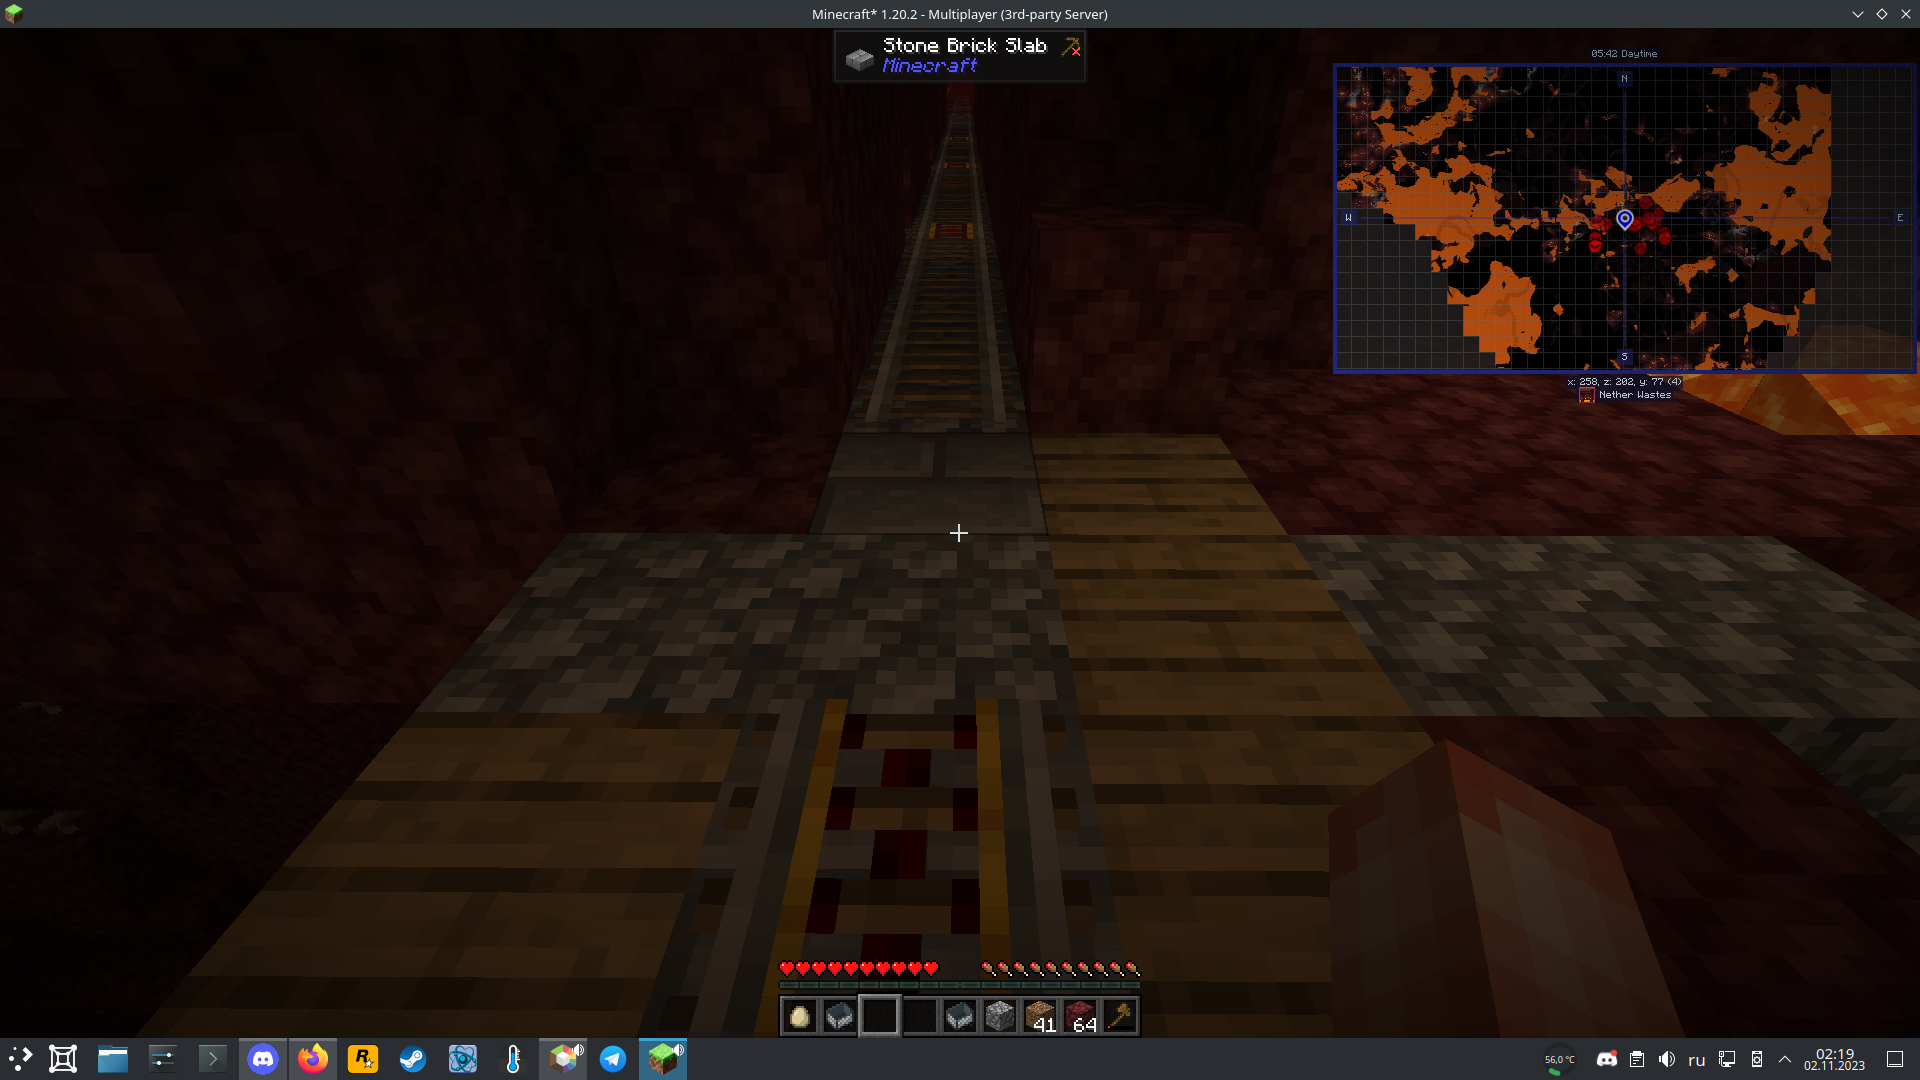 Minecraft* 1.20.2 - Multiplayer (3rd-party Server)
Stone Brick Slab
Minecraft
05:42 Daytime
N
W
E
S
x: 258, z: 202, y: 77 (4)
Nether Wastes
41
64
56,0 °C
ru
02:19
02.11.2023